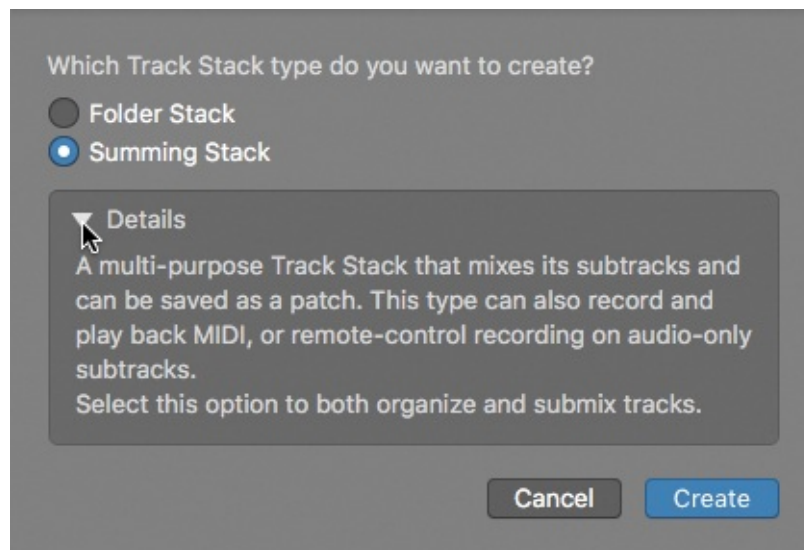 Which Track Stack type do you want to create?
Folder Stack
Summing Stack
Details
A multi-purpose Track Stack that mixes its subtracks and
can be saved as a patch. This type can also record and
play back MIDI, or remote-control recording on audio-only
subtracks.
Select this option to both organize and submix tracks.
Cancel
Create